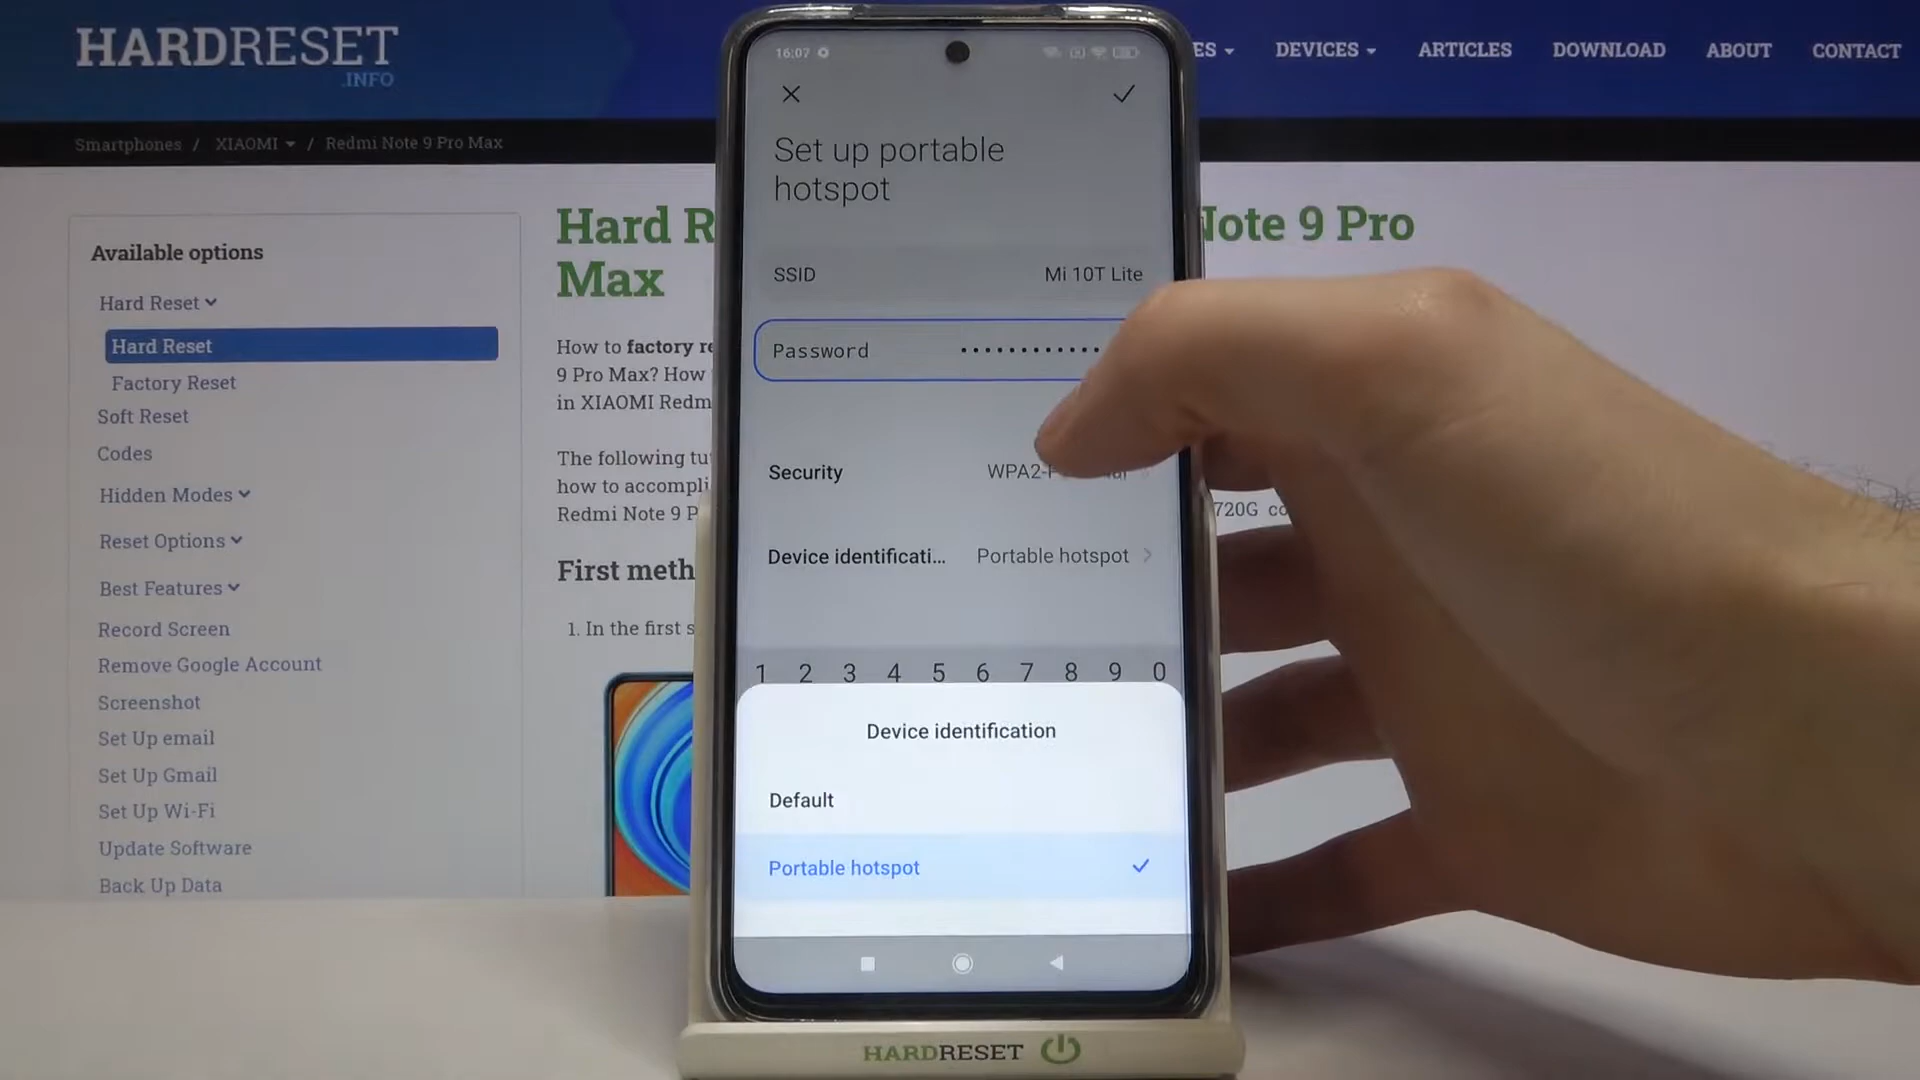 HARDRESET
.INFO
ES
DEVICES
ARTICLES
DOWNLOAD
ABOUT
CONTACT
Smartphones / XIAOMI / Redmi Note 9 Pro Max
Available options
Hard Reset
Hard Reset
Factory Reset
Soft Reset
Codes
Hidden Modes
Reset Options
Best Features
Record Screen
Remove Google Account
Screenshot
Set Up email
Set Up Gmail
Set Up Wi-Fi
Update Software
Back Up Data
Hard R
Note 9 Pro
Max
How to factory re
9 Pro Max? How
in XIAOMI Redm
The following tu
how to accompli
Redmi Note 9 P
720G co
First meth
1. In the first s
16:07
Set up portable
hotspot
SSID Mi 10T Lite
Password ••••••••••••
Security WPA2-P
Device identificati... Portable hotspot
1 2 3 4 5 6 7 8 9 0
Device identification
Default
Portable hotspot
HARDRESET